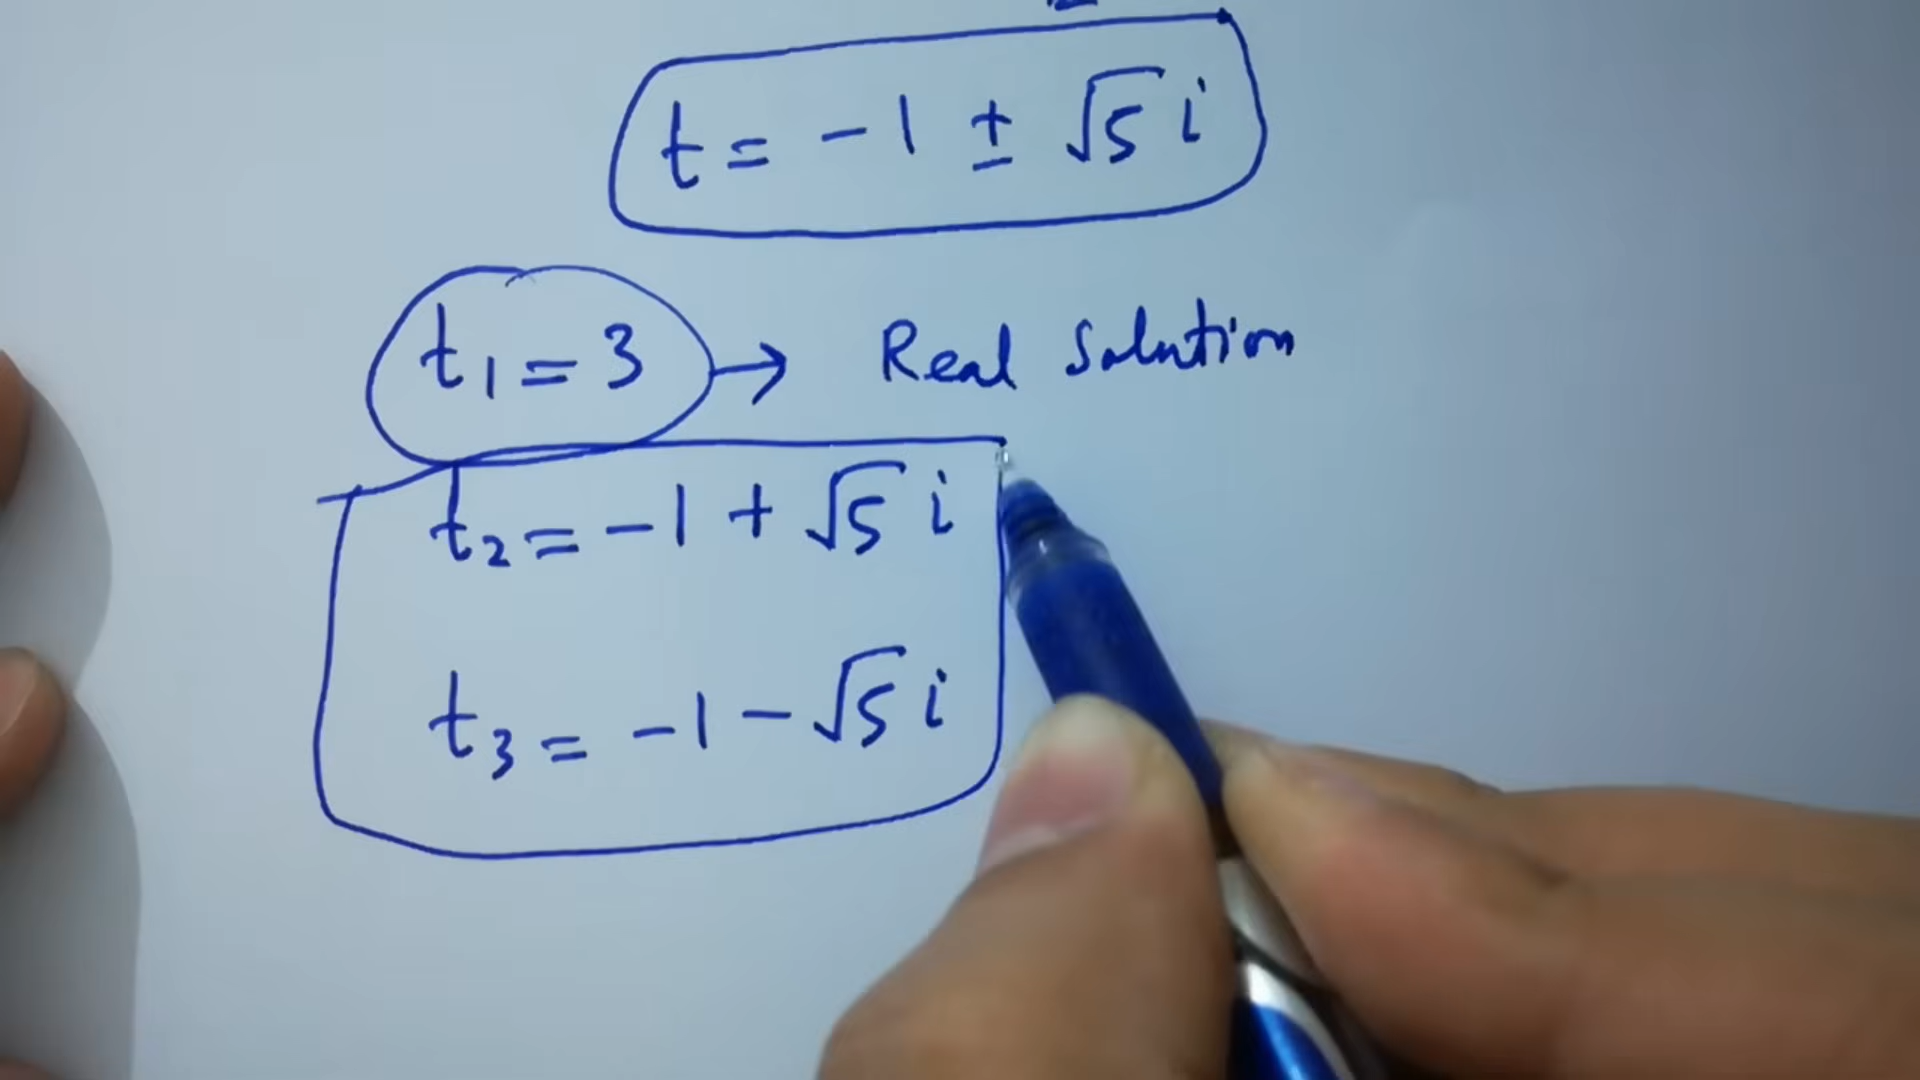 t = -1 ± √5 i
t₁ = 3 → Real Solution
t₂ = -1 + √5 i
t₃ = -1 - √5 i